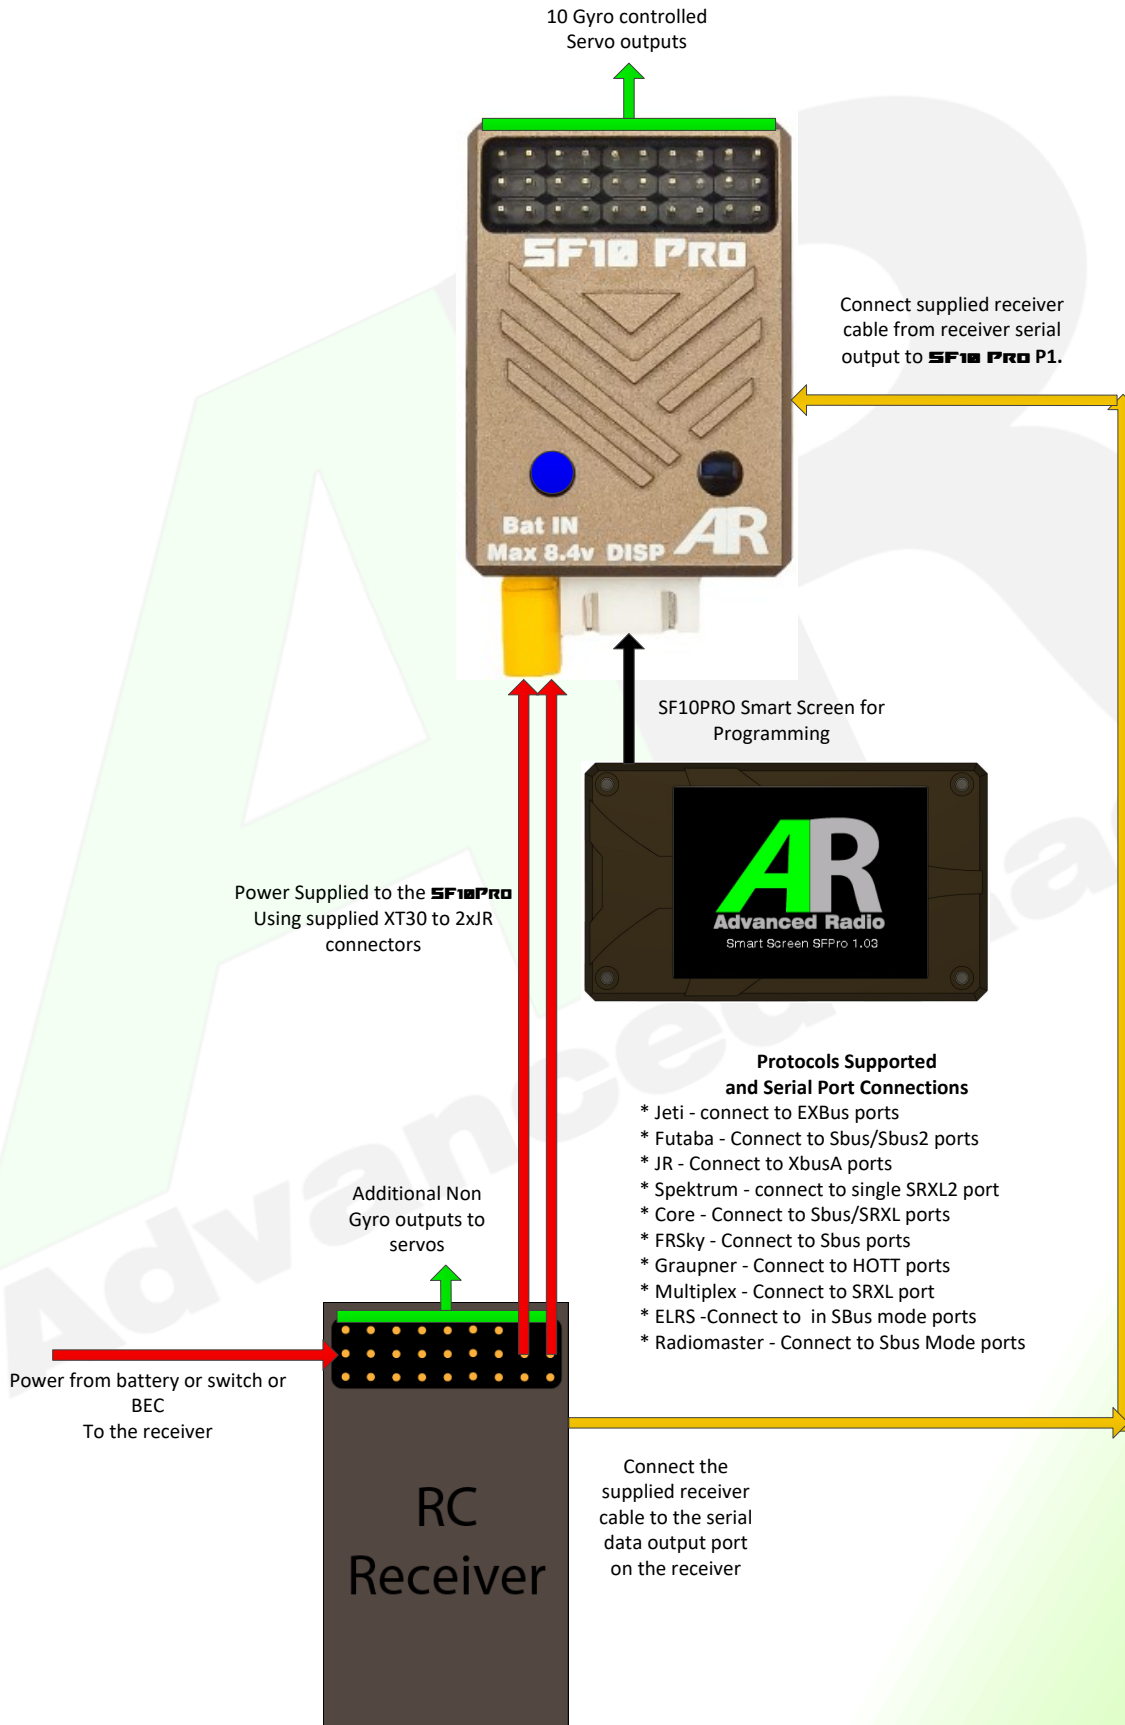 10 Gyro controlled
Servo outputs
SF10 PRO
Connect supplied receiver
cable from receiver serial
output to SF10 PRO P1.
Bat IN
Max 8.4v DISP
AR
SF10PRO Smart Screen for
Programming
AR
Advanced Radio
Smart Screen SFPro 1.03
Power Supplied to the SF10PRO
Using supplied XT30 to 2xJR
connectors
Protocols Supported
and Serial Port Connections
* Jeti - connect to EXBus ports
* Futaba - Connect to Sbus/Sbus2 ports
* JR - Connect to XbusA ports
* Spektrum - connect to single SRXL2 port
* Core - Connect to Sbus/SRXL ports
* FRSky - Connect to Sbus ports
* Graupner - Connect to HOTT ports
* Multiplex - Connect to SRXL port
* ELRS -Connect to  in SBus mode ports
* Radiomaster - Connect to Sbus Mode ports
Additional Non
Gyro outputs to
servos
Power from battery or switch or
BEC
To the receiver
RC
Receiver
Connect the
supplied receiver
cable to the serial
data output port
on the receiver
AR
Advanced